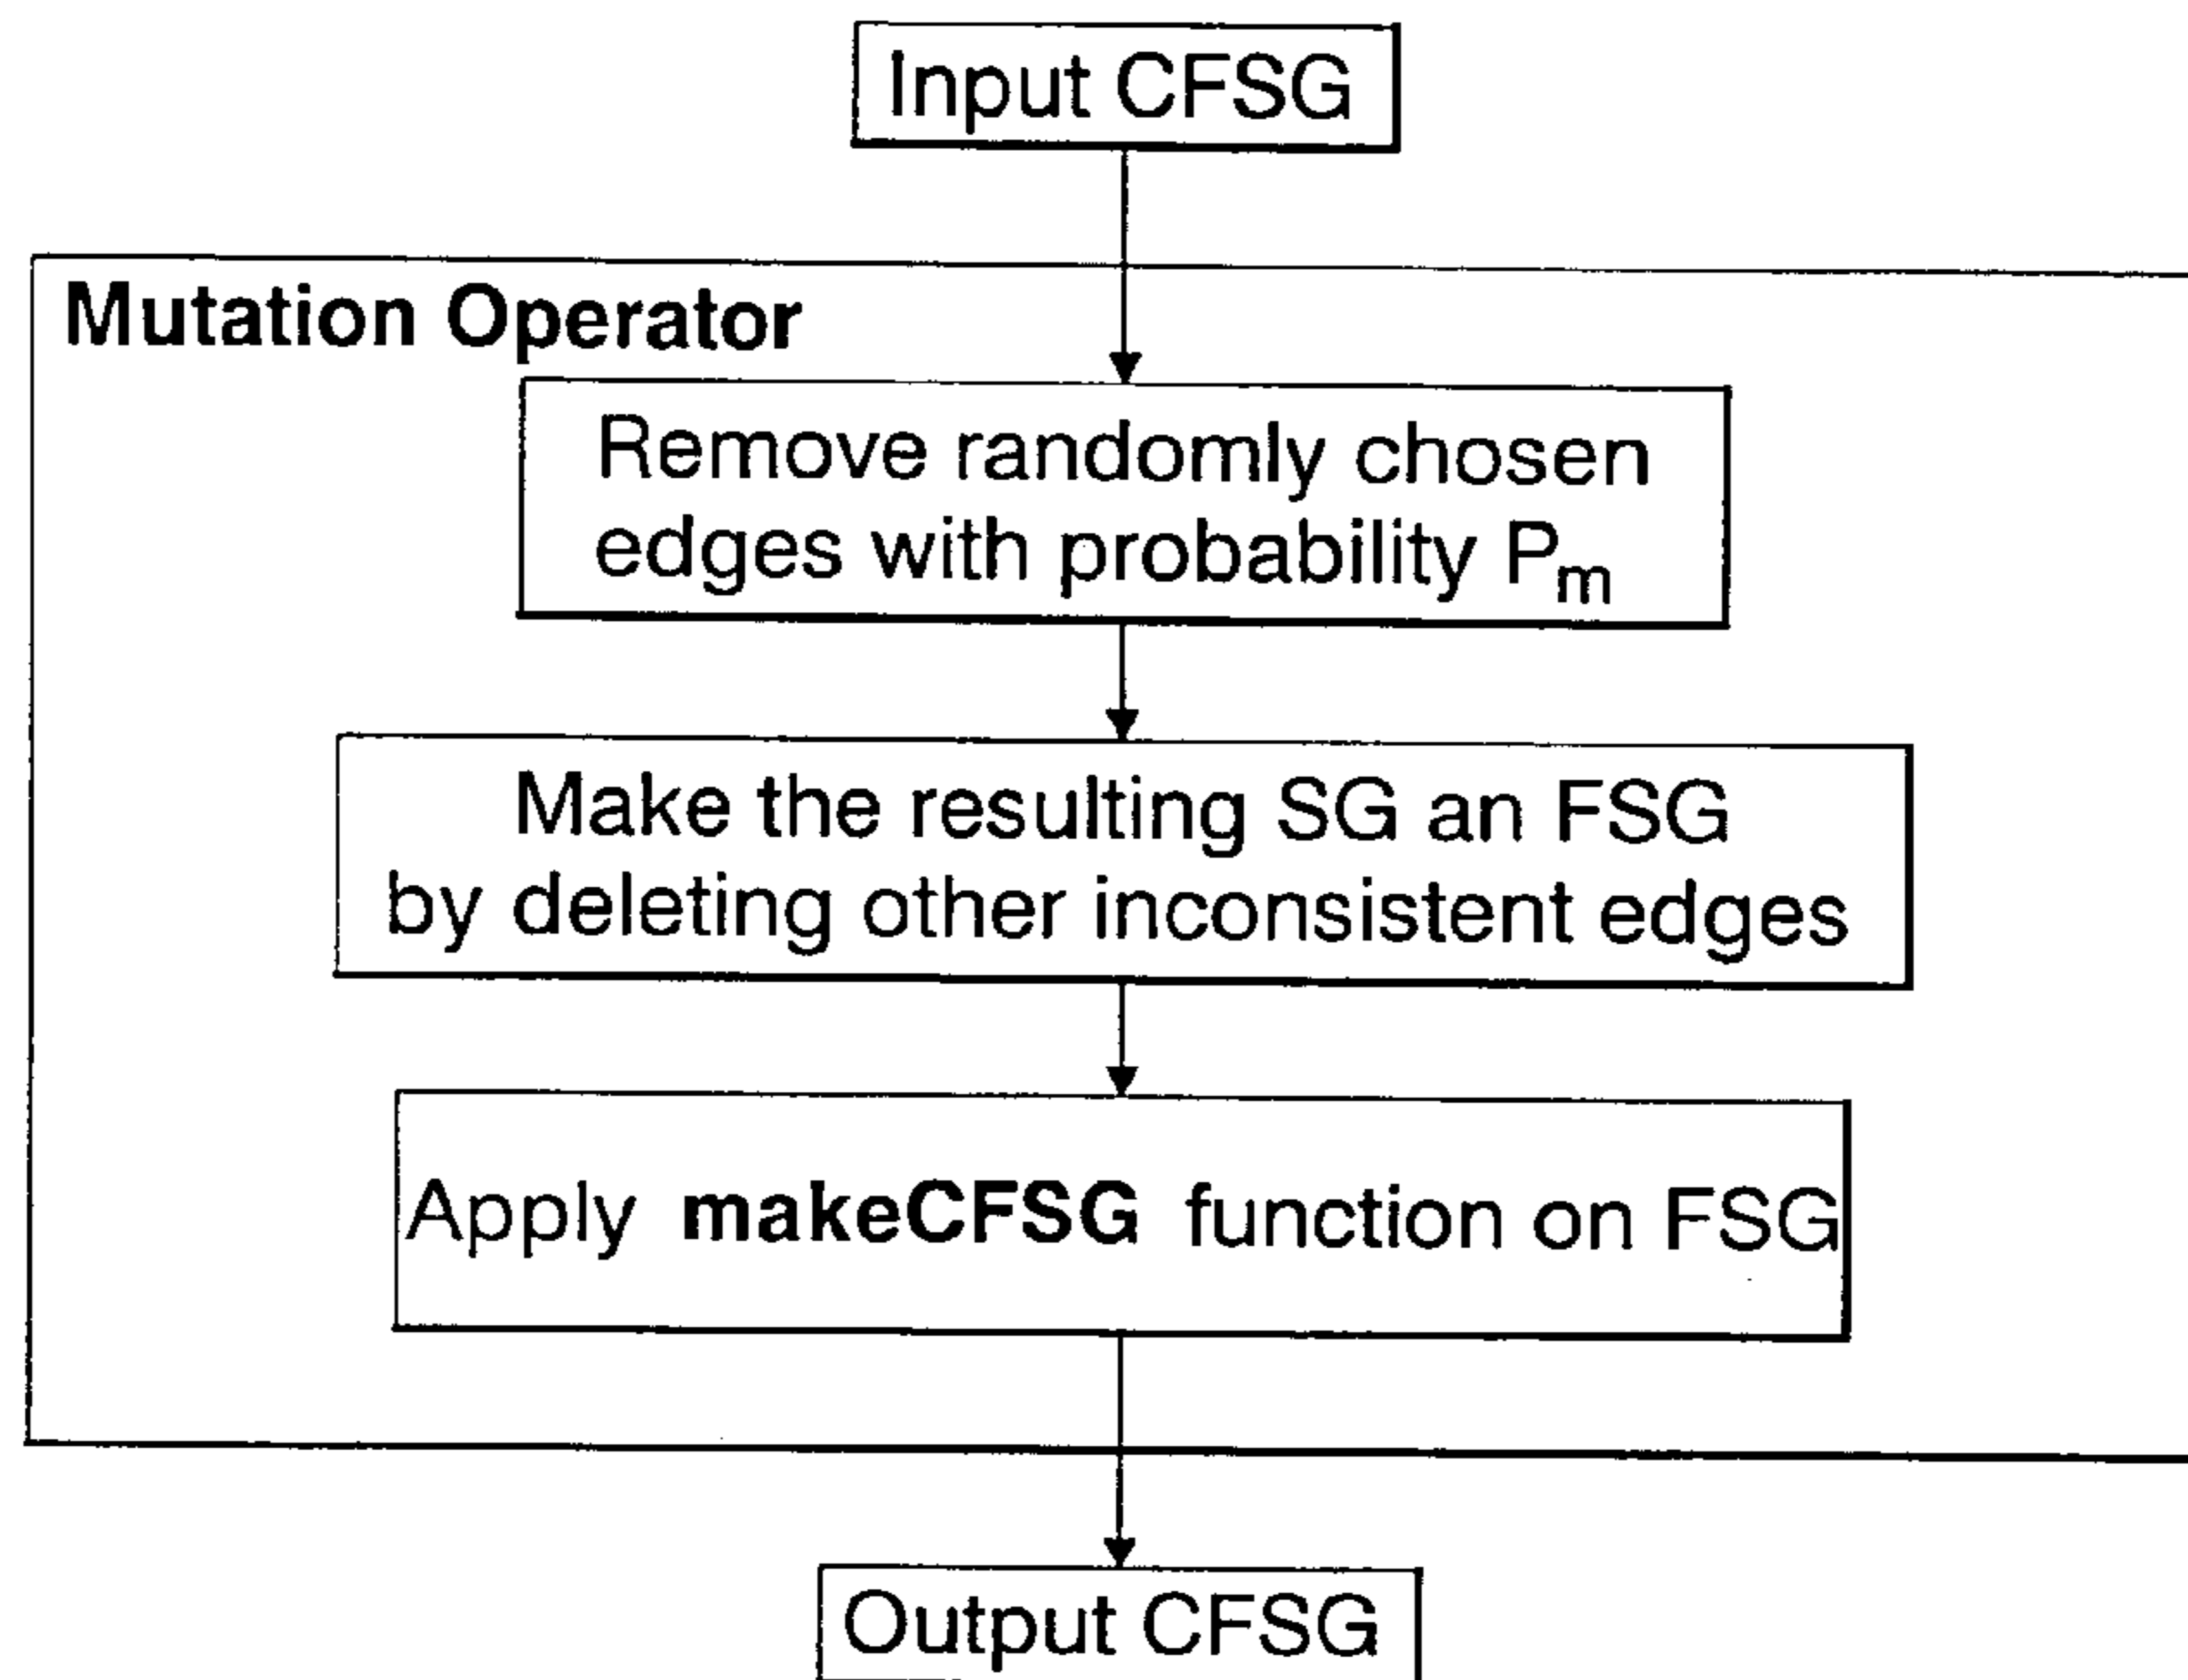 Input CFSG
Mutation Operator
Remove randomly chosen
edges with probability Pm
Make the resulting SG an FSG
by deleting other inconsistent edges
Apply makeCFSG function on FSG
Output CFSG